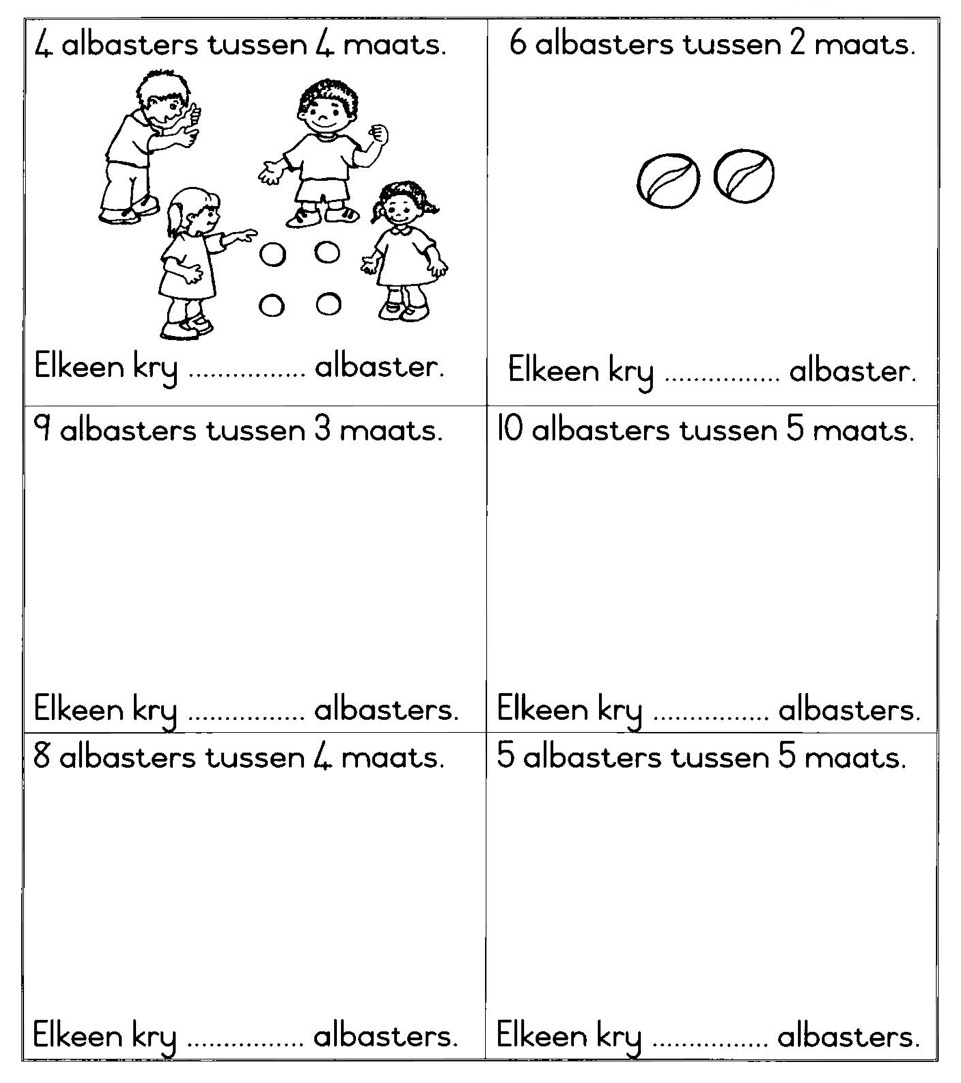 4 albasters tussen 4 maats.
Elkeen kry ................ albaster.
6 albasters tussen 2 maats.
Elkeen kry ................ albaster.
9 albasters tussen 3 maats.
Elkeen kry ................ albasters.
10 albasters tussen 5 maats.
Elkeen kry ................ albasters.
8 albasters tussen 4 maats.
Elkeen kry ................ albasters.
5 albasters tussen 5 maats.
Elkeen kry ................ albasters.